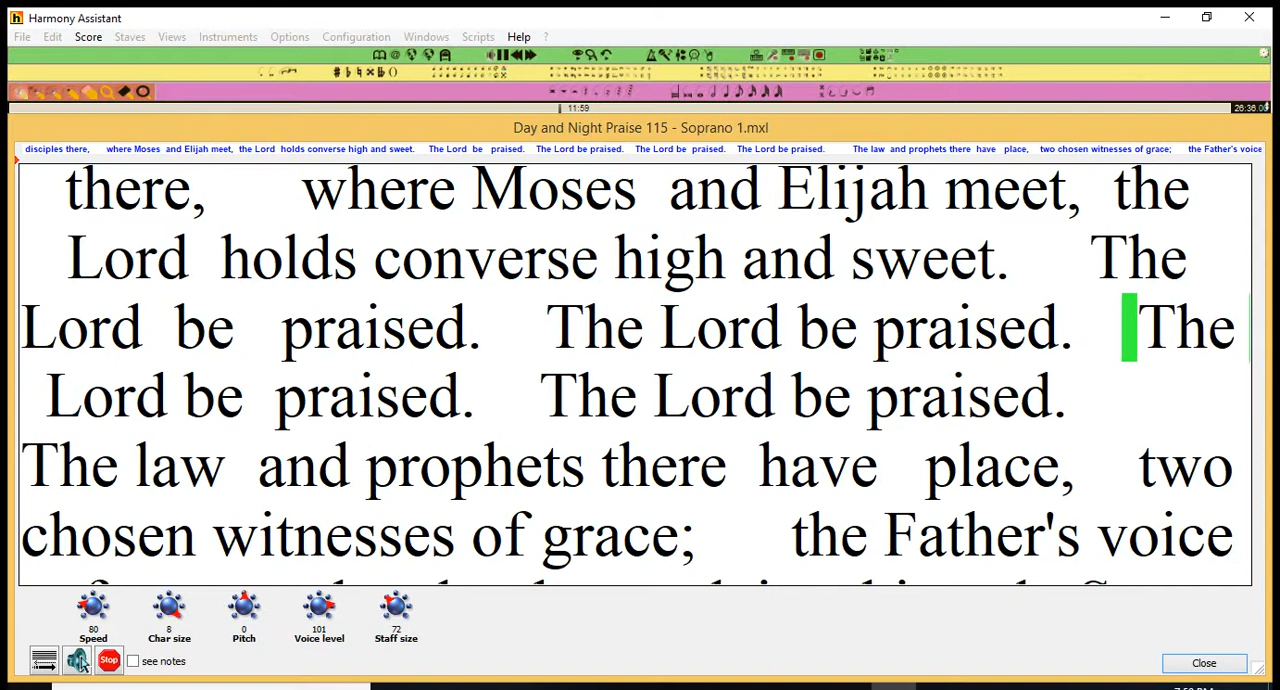 Harmony Assistant
File Edit Score Staves Views Instruments Options Configuration Windows Scripts Help ?
11:59
Day and Night Praise 115 - Soprano 1.mxl
disciples there, where Moses and Elijah meet, the Lord holds converse high and sweet. The Lord be praised. The Lord be praised. The Lord be praised. The Lord be praised. The law and prophets there have place, two chosen witnesses of grace; the Father's voice
there, where Moses and Elijah meet, the
Lord holds converse high and sweet. The
Lord be praised. The Lord be praised. The
Lord be praised. The Lord be praised.
The law and prophets there have place, two
chosen witnesses of grace; the Father's voice
80 8 0 101 72
Speed Char size Pitch Voice level Staff size
Stop see notes Close